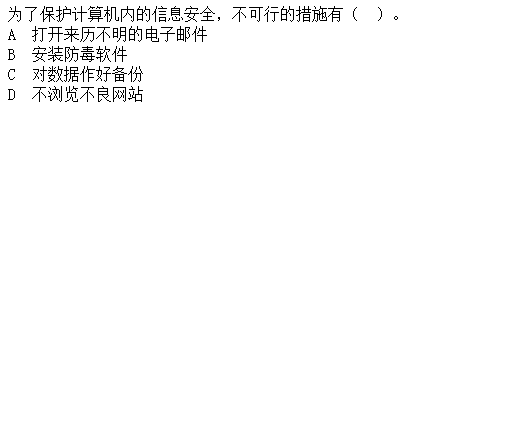 为了保护计算机内的信息安全，不可行的措施有（  ）。
A  打开来历不明的电子邮件
B  安装防毒软件
C  对数据作好备份
D  不浏览不良网站